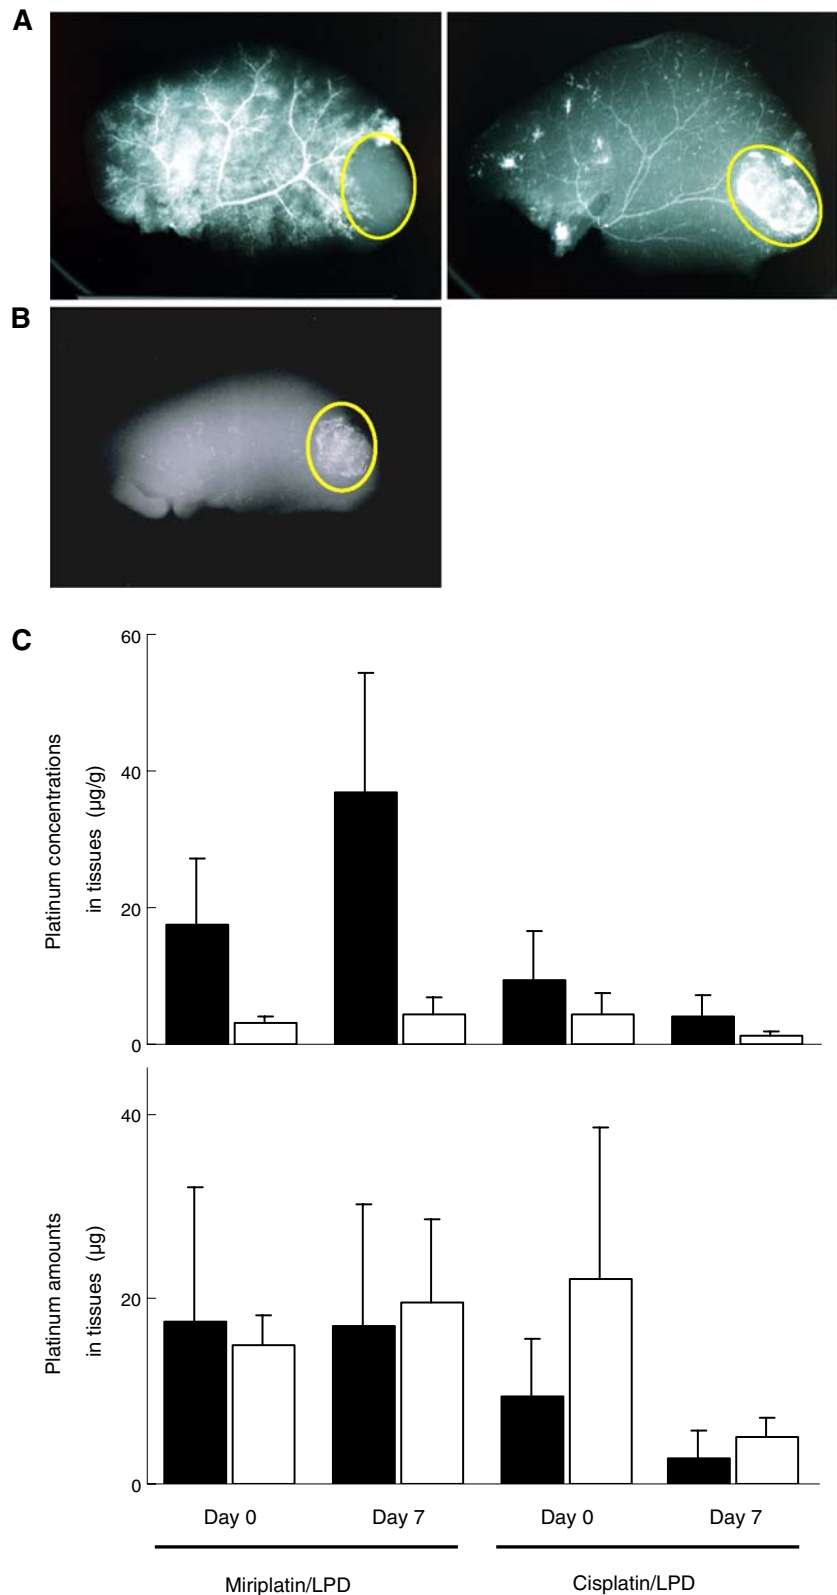 A
B
C
60
40
20
0
Platinum concentrations
in tissues (µg/g)
40
20
0
Platinum amounts
in tissues (µg)
Day 0
Day 7
Day 0
Day 7
Miriplatin/LPD
Cisplatin/LPD